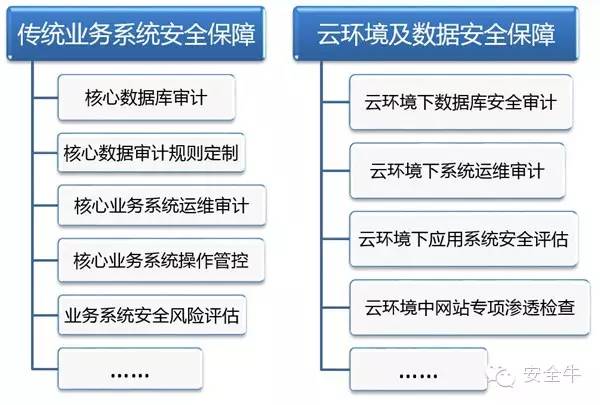 传统业务系统安全保障
核心数据库审计
核心数据审计规则定制
核心业务系统运维审计
核心业务系统操作管控
业务系统安全风险评估
……
云环境及数据安全保障
云环境下数据库安全审计
云环境下系统运维审计
云环境下应用系统安全评估
云环境中网站专项渗透检查
……
安全牛